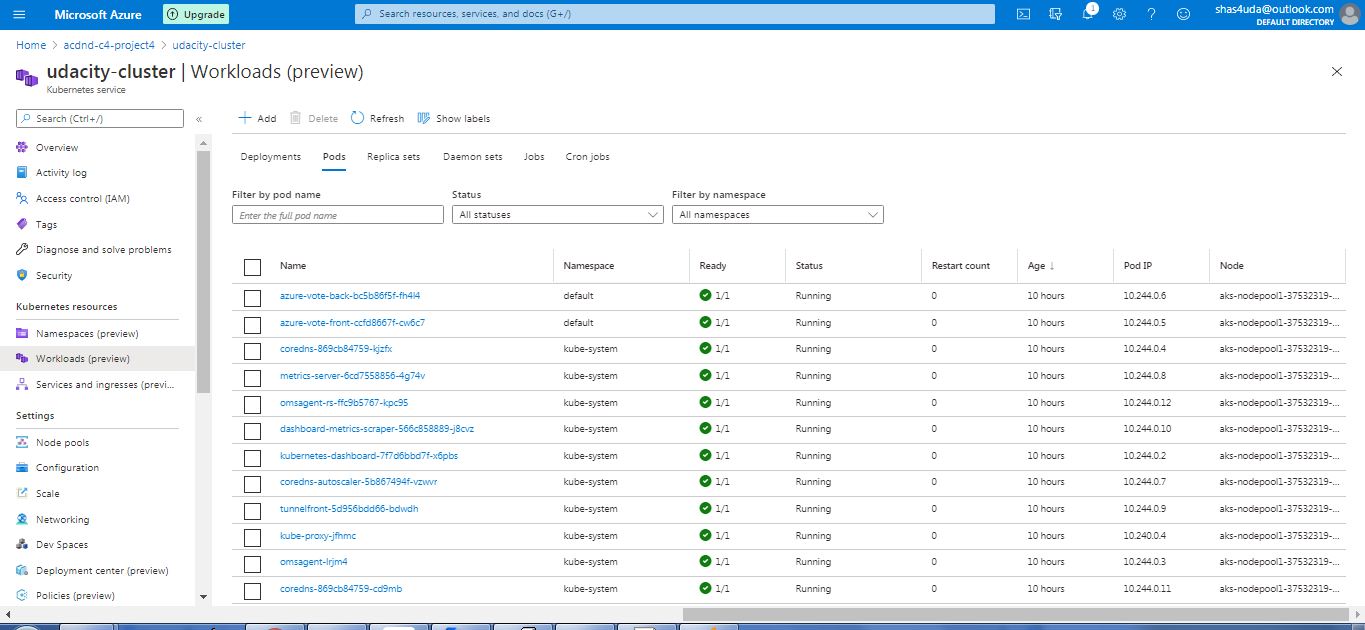 Microsoft Azure
Upgrade
Search resources, services, and docs (G+/)
1
shas4uda@outlook.com
DEFAULT DIRECTORY
Home > acdnd-c4-project4 > udacity-cluster
udacity-cluster | Workloads (preview)
Kubernetes service
Search (Ctrl+/)
«
Overview
Activity log
Access control (IAM)
Tags
Diagnose and solve problems
Security
Kubernetes resources
Namespaces (preview)
Workloads (preview)
Services and ingresses (previ...
Settings
Node pools
Configuration
Scale
Networking
Dev Spaces
Deployment center (preview)
Policies (preview)
Add Delete Refresh Show labels
Deployments Pods Replica sets Daemon sets Jobs Cron jobs
Filter by pod name Status Filter by namespace
Enter the full pod name All statuses All namespaces
Name Namespace Ready Status Restart count Age ↓ Pod IP Node
azure-vote-back-bc5b86f5f-fh4l4 default 1/1 Running 0 10 hours 10.244.0.6 aks-nodepool1-37532319-...
azure-vote-front-ccfd8667f-cw6c7 default 1/1 Running 0 10 hours 10.244.0.5 aks-nodepool1-37532319-...
coredns-869cb84759-kjzfx kube-system 1/1 Running 0 10 hours 10.244.0.4 aks-nodepool1-37532319-...
metrics-server-6cd7558856-4g74v kube-system 1/1 Running 0 10 hours 10.244.0.8 aks-nodepool1-37532319-...
omsagent-rs-ffc9b5767-kpc95 kube-system 1/1 Running 0 10 hours 10.244.0.12 aks-nodepool1-37532319-...
dashboard-metrics-scraper-566c858889-j8cvz kube-system 1/1 Running 0 10 hours 10.244.0.10 aks-nodepool1-37532319-...
kubernetes-dashboard-7f7d6bbd7f-x6pbs kube-system 1/1 Running 0 10 hours 10.244.0.2 aks-nodepool1-37532319-...
coredns-autoscaler-5b867494f-vzwvr kube-system 1/1 Running 0 10 hours 10.244.0.7 aks-nodepool1-37532319-...
tunnelfront-5d956bdd66-bdwdh kube-system 1/1 Running 0 10 hours 10.244.0.9 aks-nodepool1-37532319-...
kube-proxy-jfhmc kube-system 1/1 Running 0 10 hours 10.240.0.4 aks-nodepool1-37532319-...
omsagent-lrjm4 kube-system 1/1 Running 0 10 hours 10.244.0.3 aks-nodepool1-37532319-...
coredns-869cb84759-cd9mb kube-system 1/1 Running 0 10 hours 10.244.0.11 aks-nodepool1-37532319-...